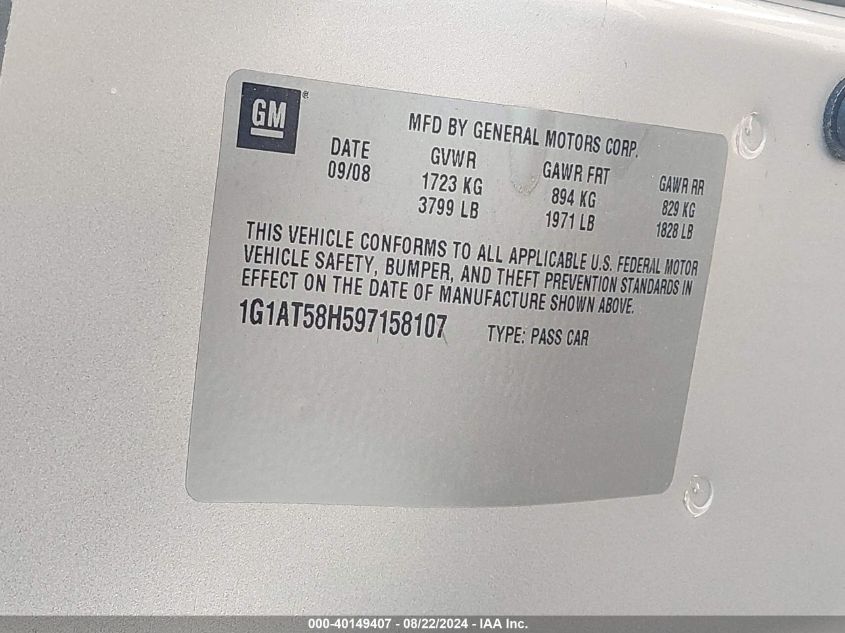 GM®
MFD BY GENERAL MOTORS CORP.
DATE GVWR GAWR FRT GAWR RR
09/08 1723 KG 894 KG 829 KG
3799 LB 1971 LB 1828 LB
THIS VEHICLE CONFORMS TO ALL APPLICABLE U.S. FEDERAL MOTOR
VEHICLE SAFETY, BUMPER, AND THEFT PREVENTION STANDARDS IN
EFFECT ON THE DATE OF MANUFACTURE SHOWN ABOVE.
1G1AT58H597158107 TYPE: PASS CAR
000-40149407 - 08/22/2024 - IAA Inc.